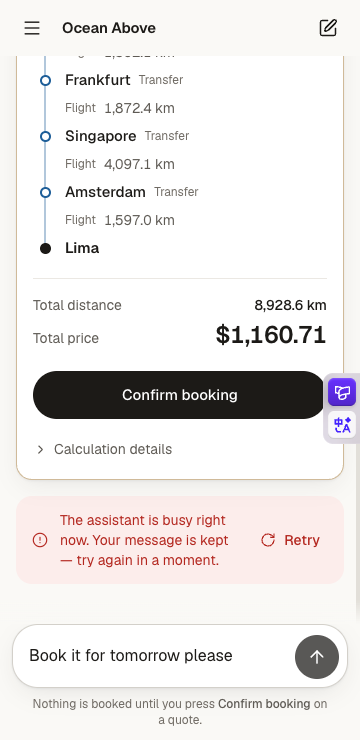 Ocean Above
Frankfurt Transfer
Flight 1,872.4 km
Singapore Transfer
Flight 4,097.1 km
Amsterdam Transfer
Flight 1,597.0 km
Lima
Total distance 8,928.6 km
Total price $1,160.71
Confirm booking
Calculation details
The assistant is busy right
now. Your message is kept
— try again in a moment.
Retry
Book it for tomorrow please
Nothing is booked until you press Confirm booking on
a quote.